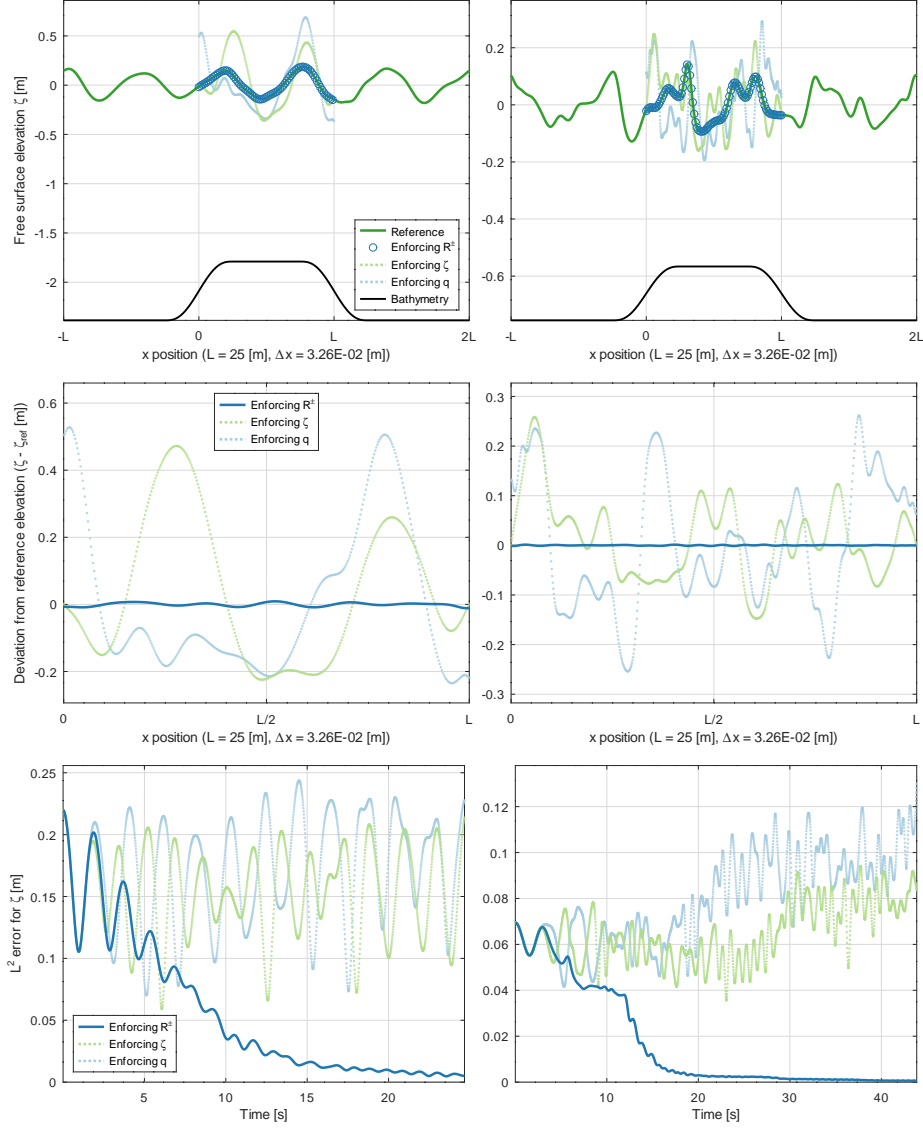 Free surface elevation ζ [m]
0.5
0
-0.5
-1
-1.5
-2
-L
0
L
2L
x position (L = 25 [m], Δx = 3.26E-02 [m])
Reference
Enforcing R±
Enforcing ζ
Enforcing q
Bathymetry
0.2
0
-0.2
-0.4
-0.6
-L
0
L
2L
x position (L = 25 [m], Δx = 3.26E-02 [m])
Deviation from reference elevation (ζ - ζref [m])
0.6
0.4
0.2
0
-0.2
0
L/2
L
x position (L = 25 [m], Δx = 3.26E-02 [m])
Enforcing R±
Enforcing ζ
Enforcing q
0.3
0.2
0.1
0
-0.1
-0.2
-0.3
0
L/2
L
x position (L = 25 [m], Δx = 3.26E-02 [m])
L² error for ζ [m]
0.25
0.2
0.15
0.1
0.05
0
5
10
15
20
Time [s]
Enforcing R±
Enforcing ζ
Enforcing q
0.12
0.1
0.08
0.06
0.04
0.02
0
10
20
30
40
Time [s]